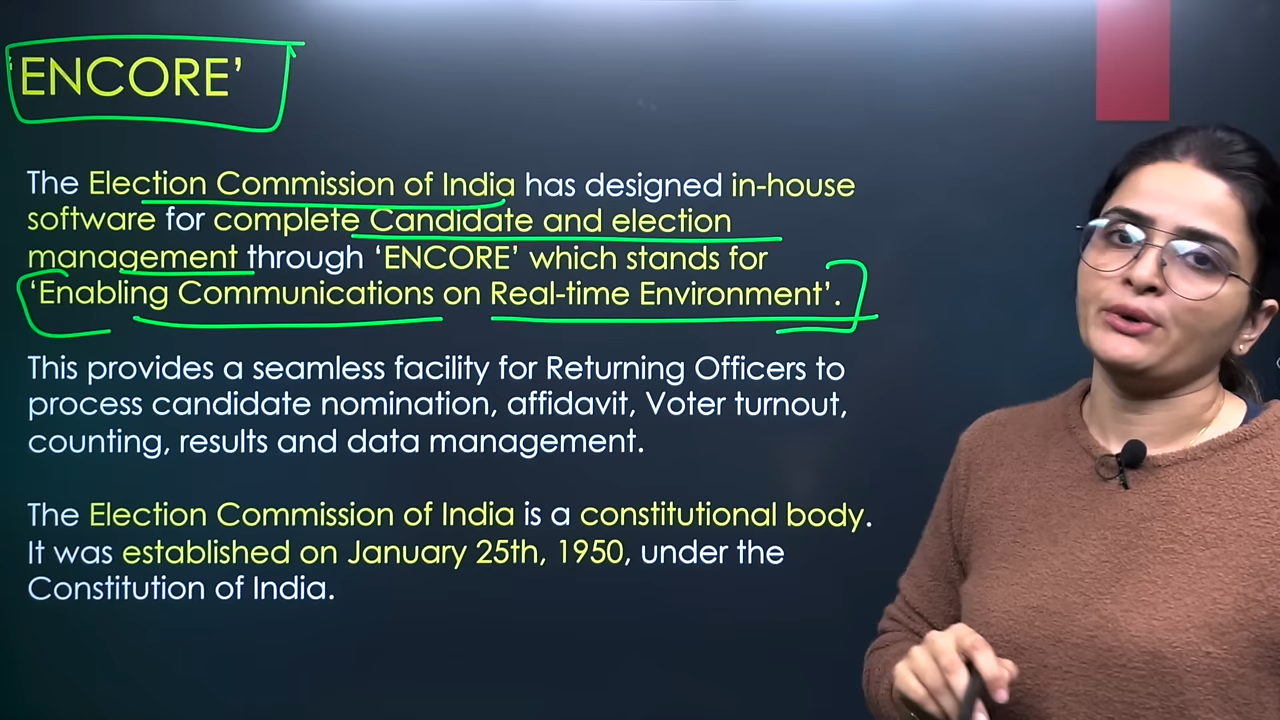 'ENCORE'
The Election Commission of India has designed in-house
software for complete Candidate and election
management through 'ENCORE' which stands for
'Enabling Communications on Real-time Environment'.
This provides a seamless facility for Returning Officers to
process candidate nomination, affidavit, Voter turnout,
counting, results and data management.
The Election Commission of India is a constitutional body.
It was established on January 25th, 1950, under the
Constitution of India.